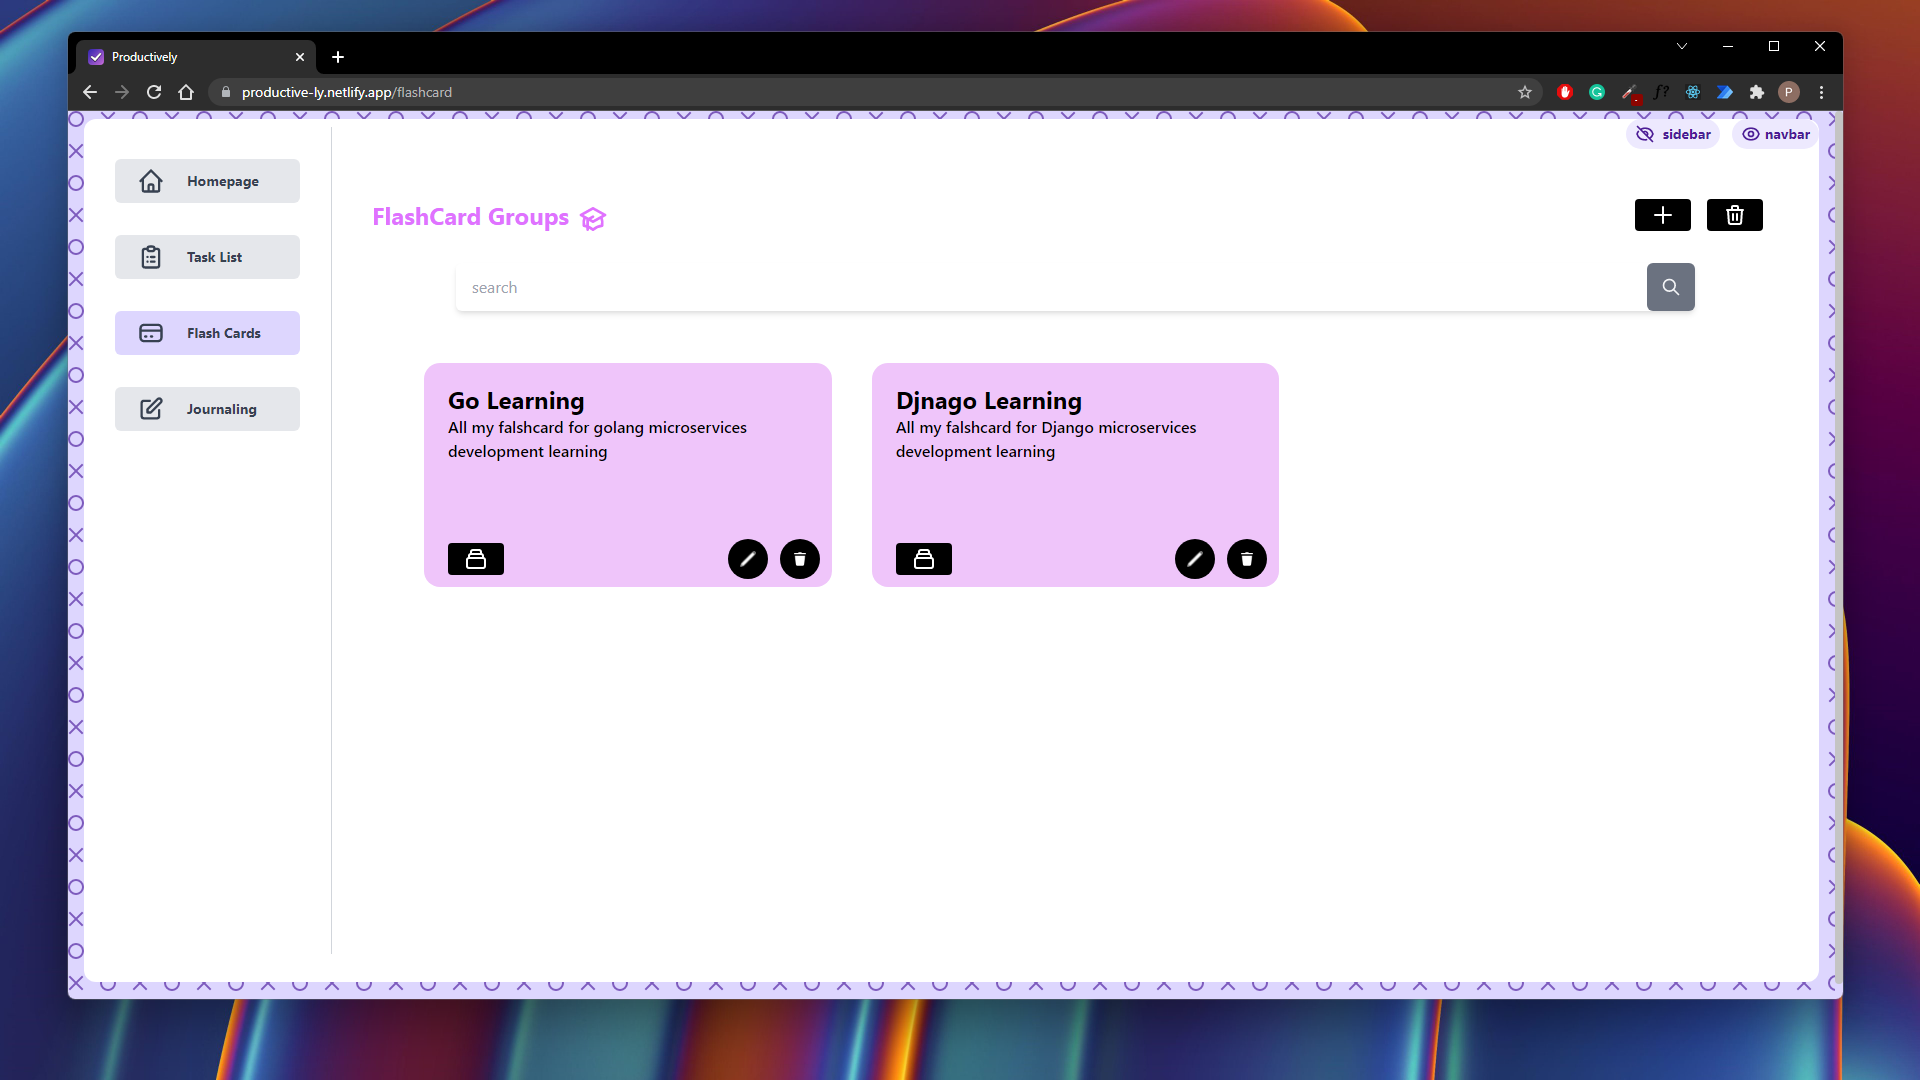 Productively
productive-ly.netlify.app/flashcard
f?
P
sidebar
navbar
Homepage
Task List
Flash Cards
Journaling
FlashCard Groups
search
Go Learning
All my falshcard for golang microservices
development learning
Djnago Learning
All my falshcard for Django microservices
development learning